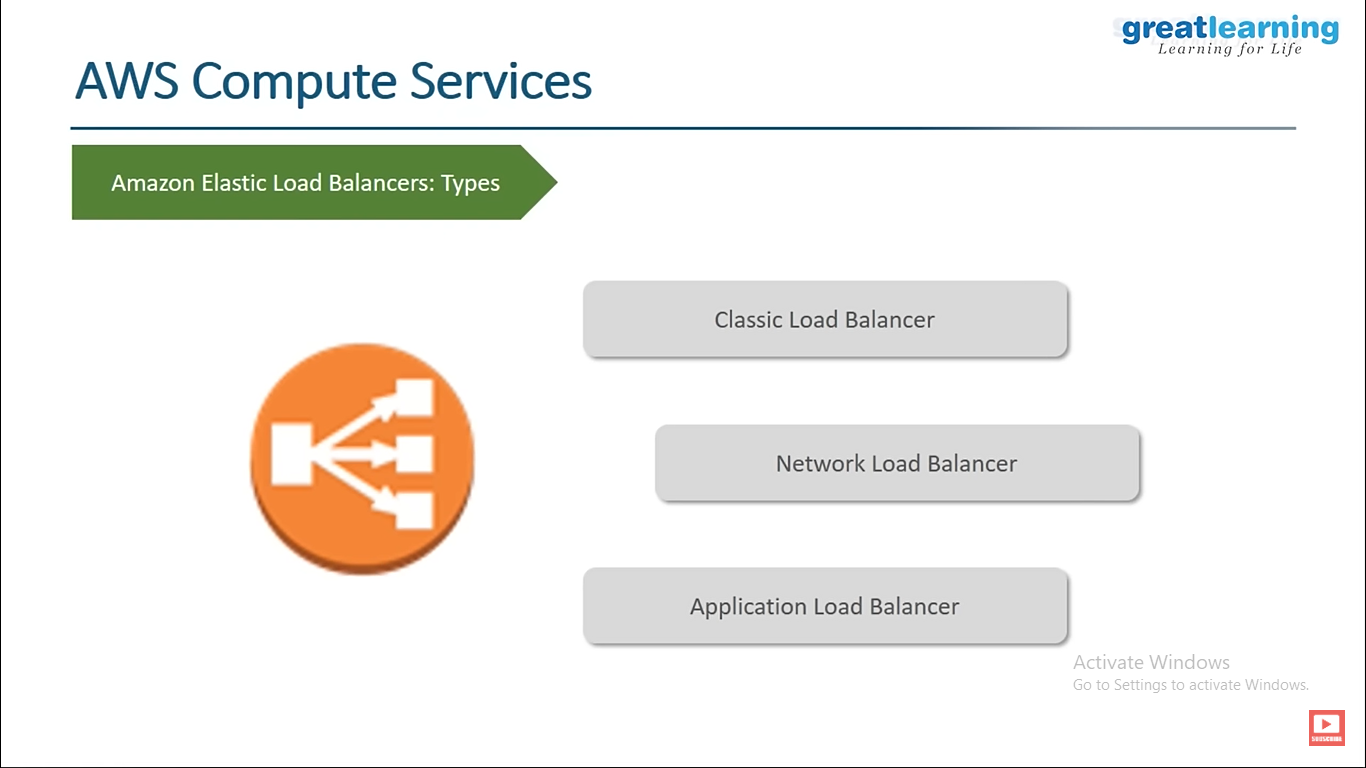 greatlearning
Learning for Life
AWS Compute Services
Amazon Elastic Load Balancers: Types
Classic Load Balancer
Network Load Balancer
Application Load Balancer
Activate Windows
Go to Settings to activate Windows.
SUBSCRIBE